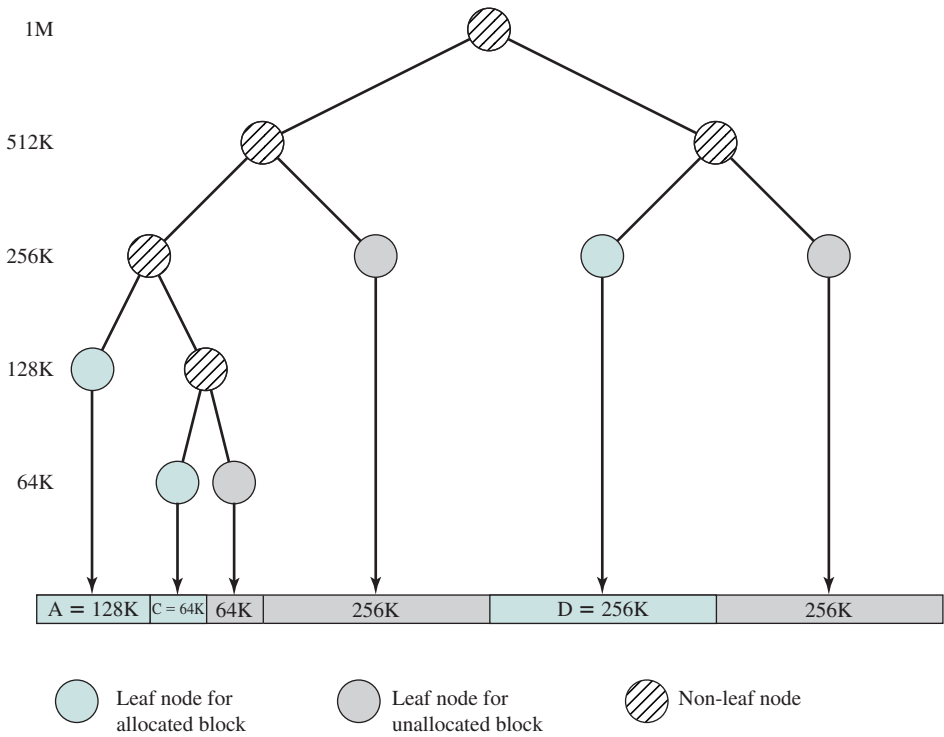 1M
512K
256K
128K
64K
A = 128K C = 64K 64K 256K D = 256K 256K
Leaf node for
allocated block
Leaf node for
unallocated block
Non-leaf node